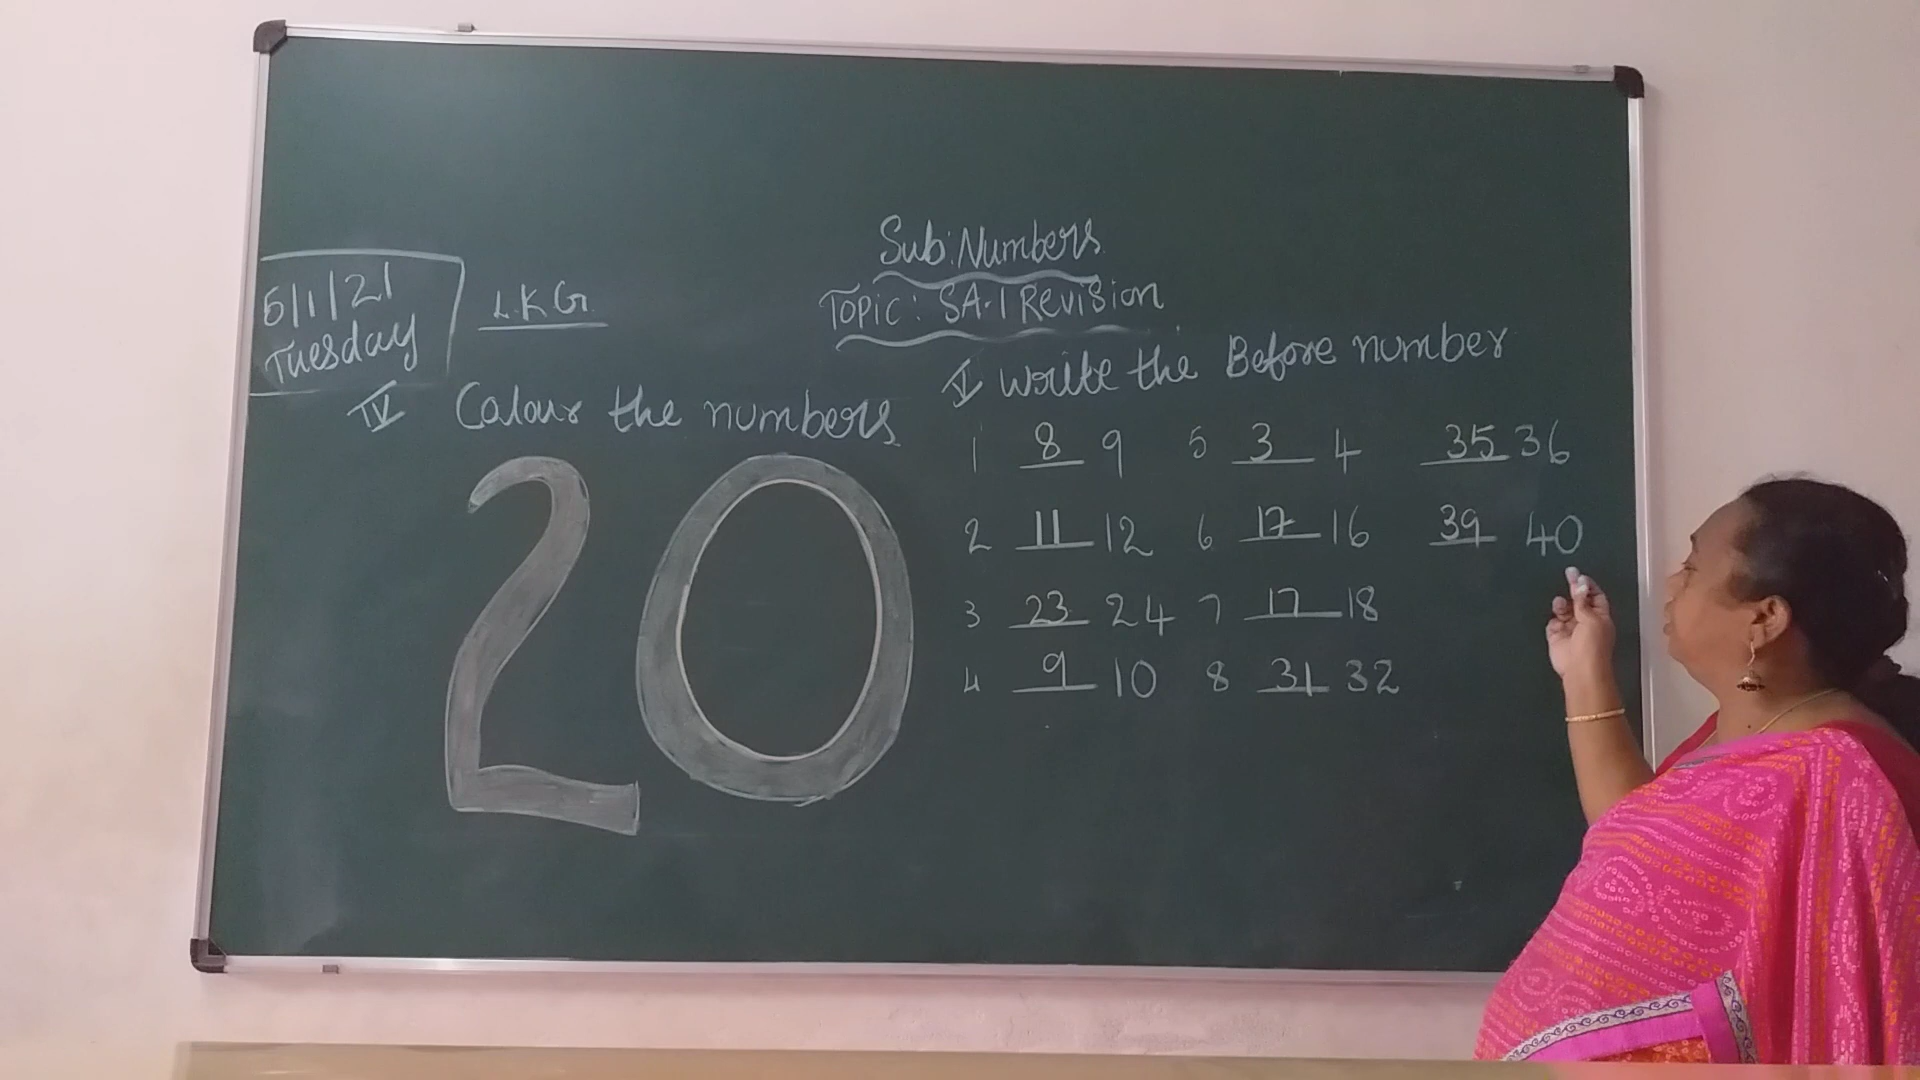 Sub: Numbers
Topic: SA-1 Revision
5/1/21
Tuesday
L.K.G.
IV Colour the numbers
20
V Write the Before number
1 8 9 5 3 4 35 36
2 11 12 6 17 16 39 40
3 23 24 7 17 18
4 9 10 8 31 32